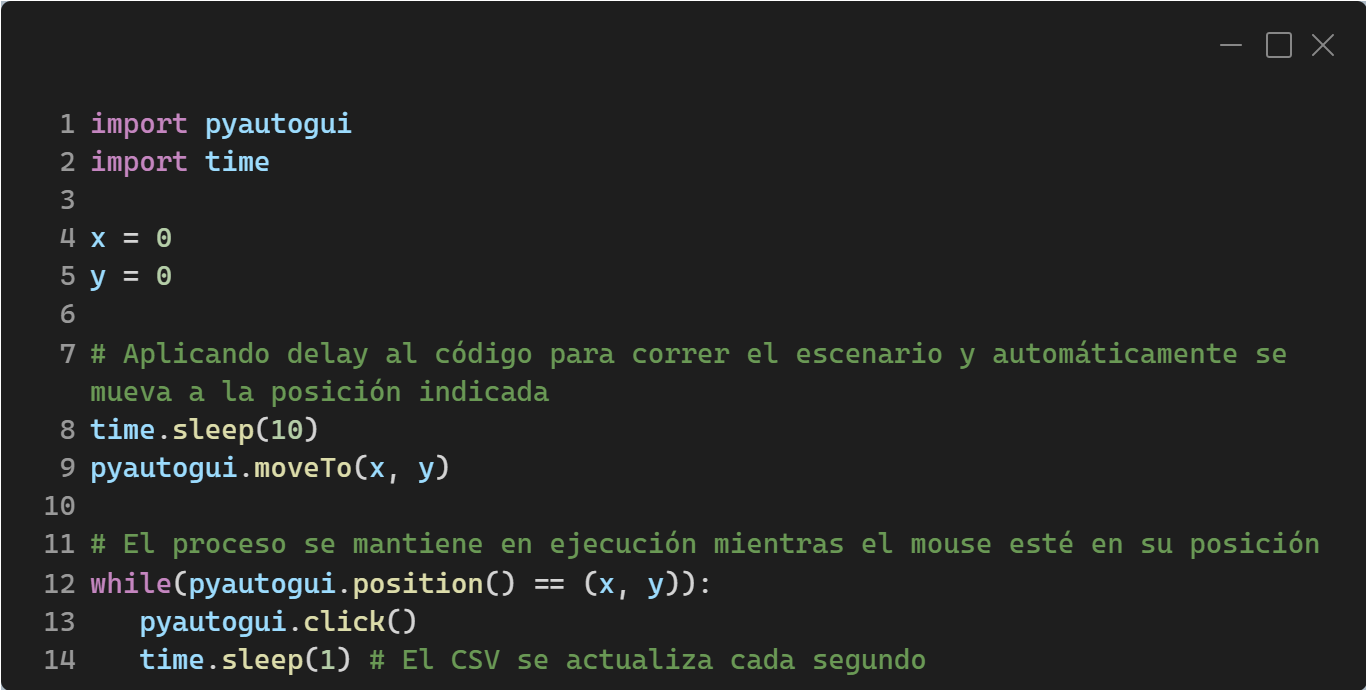 1 import pyautogui
2 import time
3
4 x = 0
5 y = 0
6
7 # Aplicando delay al código para correr el escenario y automáticamente se
mueva a la posición indicada
8 time.sleep(10)
9 pyautogui.moveTo(x, y)
10
11 # El proceso se mantiene en ejecución mientras el mouse esté en su posición
12 while(pyautogui.position() == (x, y)):
13    pyautogui.click()
14    time.sleep(1) # El CSV se actualiza cada segundo